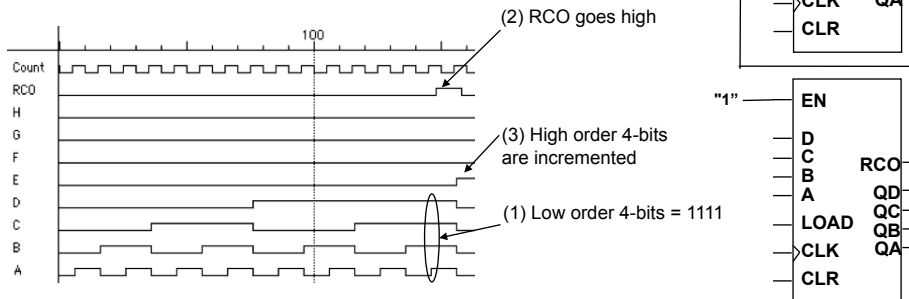 100
Count
RCO
H
G
F
E
D
C
B
A
(2) RCO goes high
(3) High order 4-bits
are incremented
(1) Low order 4-bits = 1111
CLK
QA
CLR
"1"
EN
D
C
B
A
RCO
QD
QC
QB
QA
LOAD
CLK
CLR